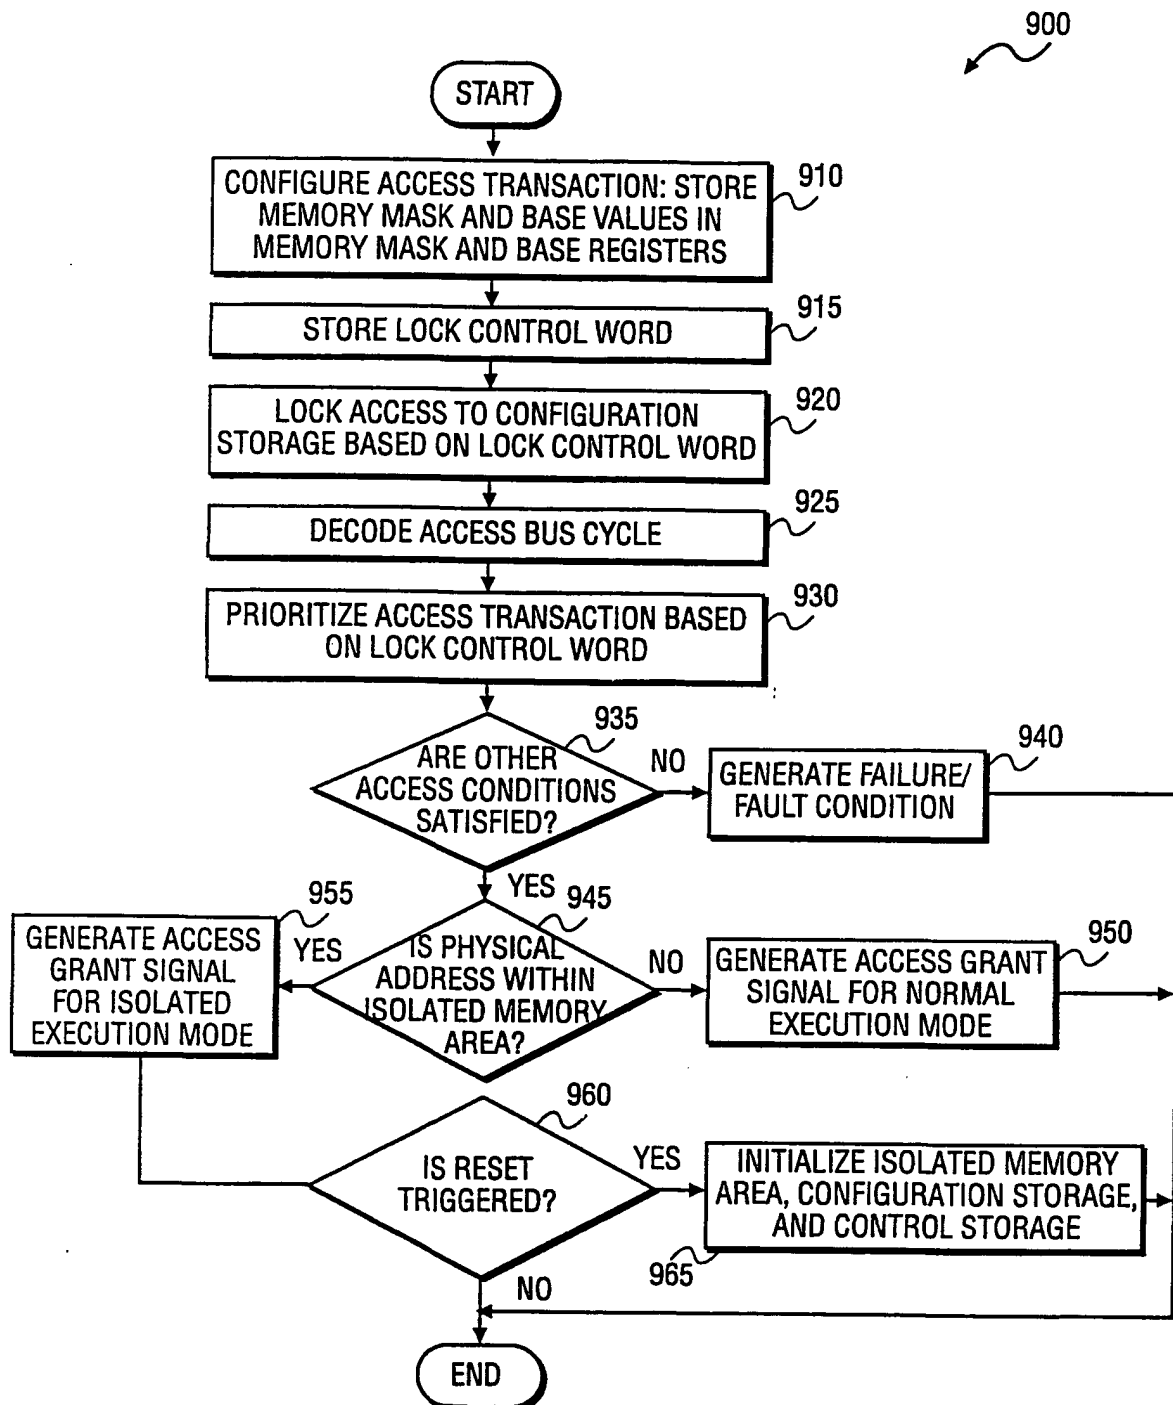 900
START
CONFIGURE ACCESS TRANSACTION: STORE
MEMORY MASK AND BASE VALUES IN
MEMORY MASK AND BASE REGISTERS
910
STORE LOCK CONTROL WORD
915
LOCK ACCESS TO CONFIGURATION
STORAGE BASED ON LOCK CONTROL WORD
920
DECODE ACCESS BUS CYCLE
925
PRIORITIZE ACCESS TRANSACTION BASED
ON LOCK CONTROL WORD
930
ARE OTHER
ACCESS CONDITIONS
SATISFIED?
935
NO
GENERATE FAILURE/
FAULT CONDITION
940
YES
IS PHYSICAL
ADDRESS WITHIN
ISOLATED MEMORY
AREA?
945
YES
GENERATE ACCESS
GRANT SIGNAL
FOR ISOLATED
EXECUTION MODE
955
NO
GENERATE ACCESS GRANT
SIGNAL FOR NORMAL
EXECUTION MODE
950
IS RESET
TRIGGERED?
960
YES
INITIALIZE ISOLATED MEMORY
AREA, CONFIGURATION STORAGE,
AND CONTROL STORAGE
965
NO
END